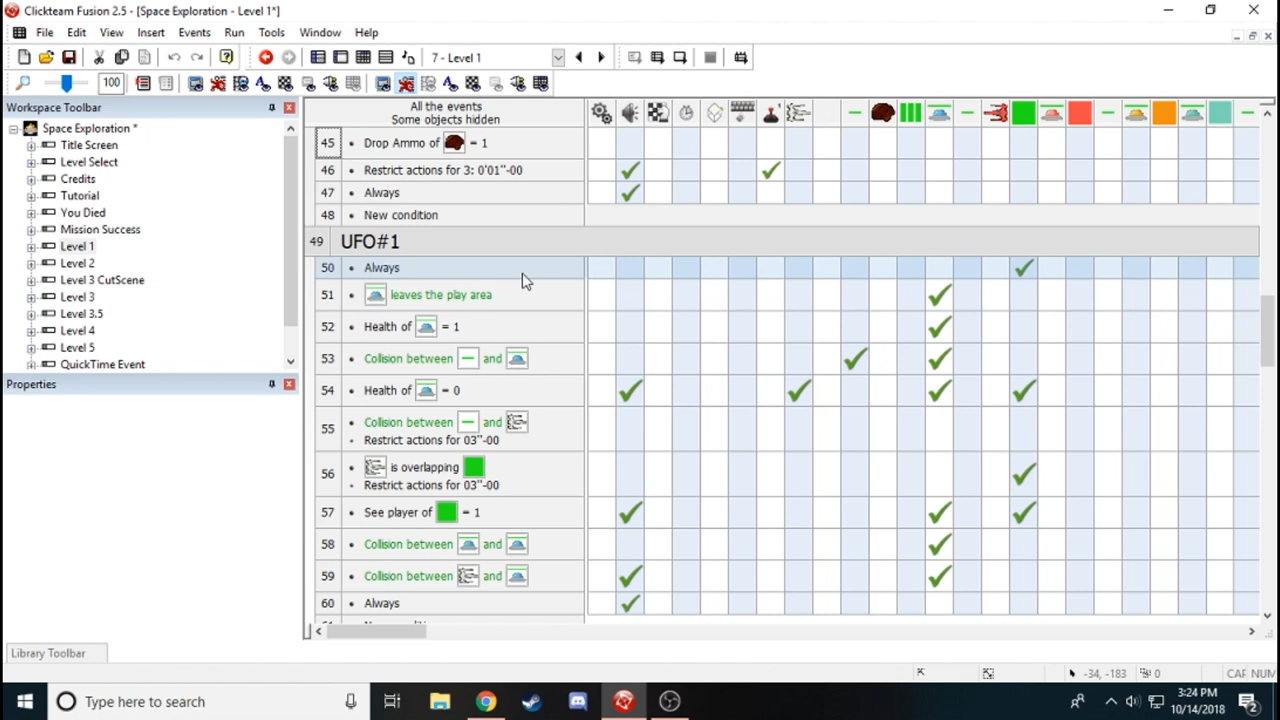 Clickteam Fusion 2.5 - [Space Exploration - Level 1*]
File Edit View Insert Events Run Tools Window Help
7 - Level 1
100
Workspace Toolbar
Space Exploration *
Title Screen
Level Select
Credits
Tutorial
You Died
Mission Success
Level 1
Level 2
Level 3 CutScene
Level 3
Level 3.5
Level 4
Level 5
QuickTime Event
Properties
Library Toolbar
All the events
Some objects hidden
45 • Drop Ammo of = 1
46 • Restrict actions for 3: 0'01"-00
47 • Always
48 • New condition
49 UFO#1
50 • Always
51 • leaves the play area
52 • Health of = 1
53 • Collision between and
54 • Health of = 0
55 • Collision between and
• Restrict actions for 03"-00
56 • is overlapping
• Restrict actions for 03"-00
57 • See player of = 1
58 • Collision between and
59 • Collision between and
60 • Always
-34, -183 0 CAF NUM
Type here to search
3:24 PM
10/14/2018
2